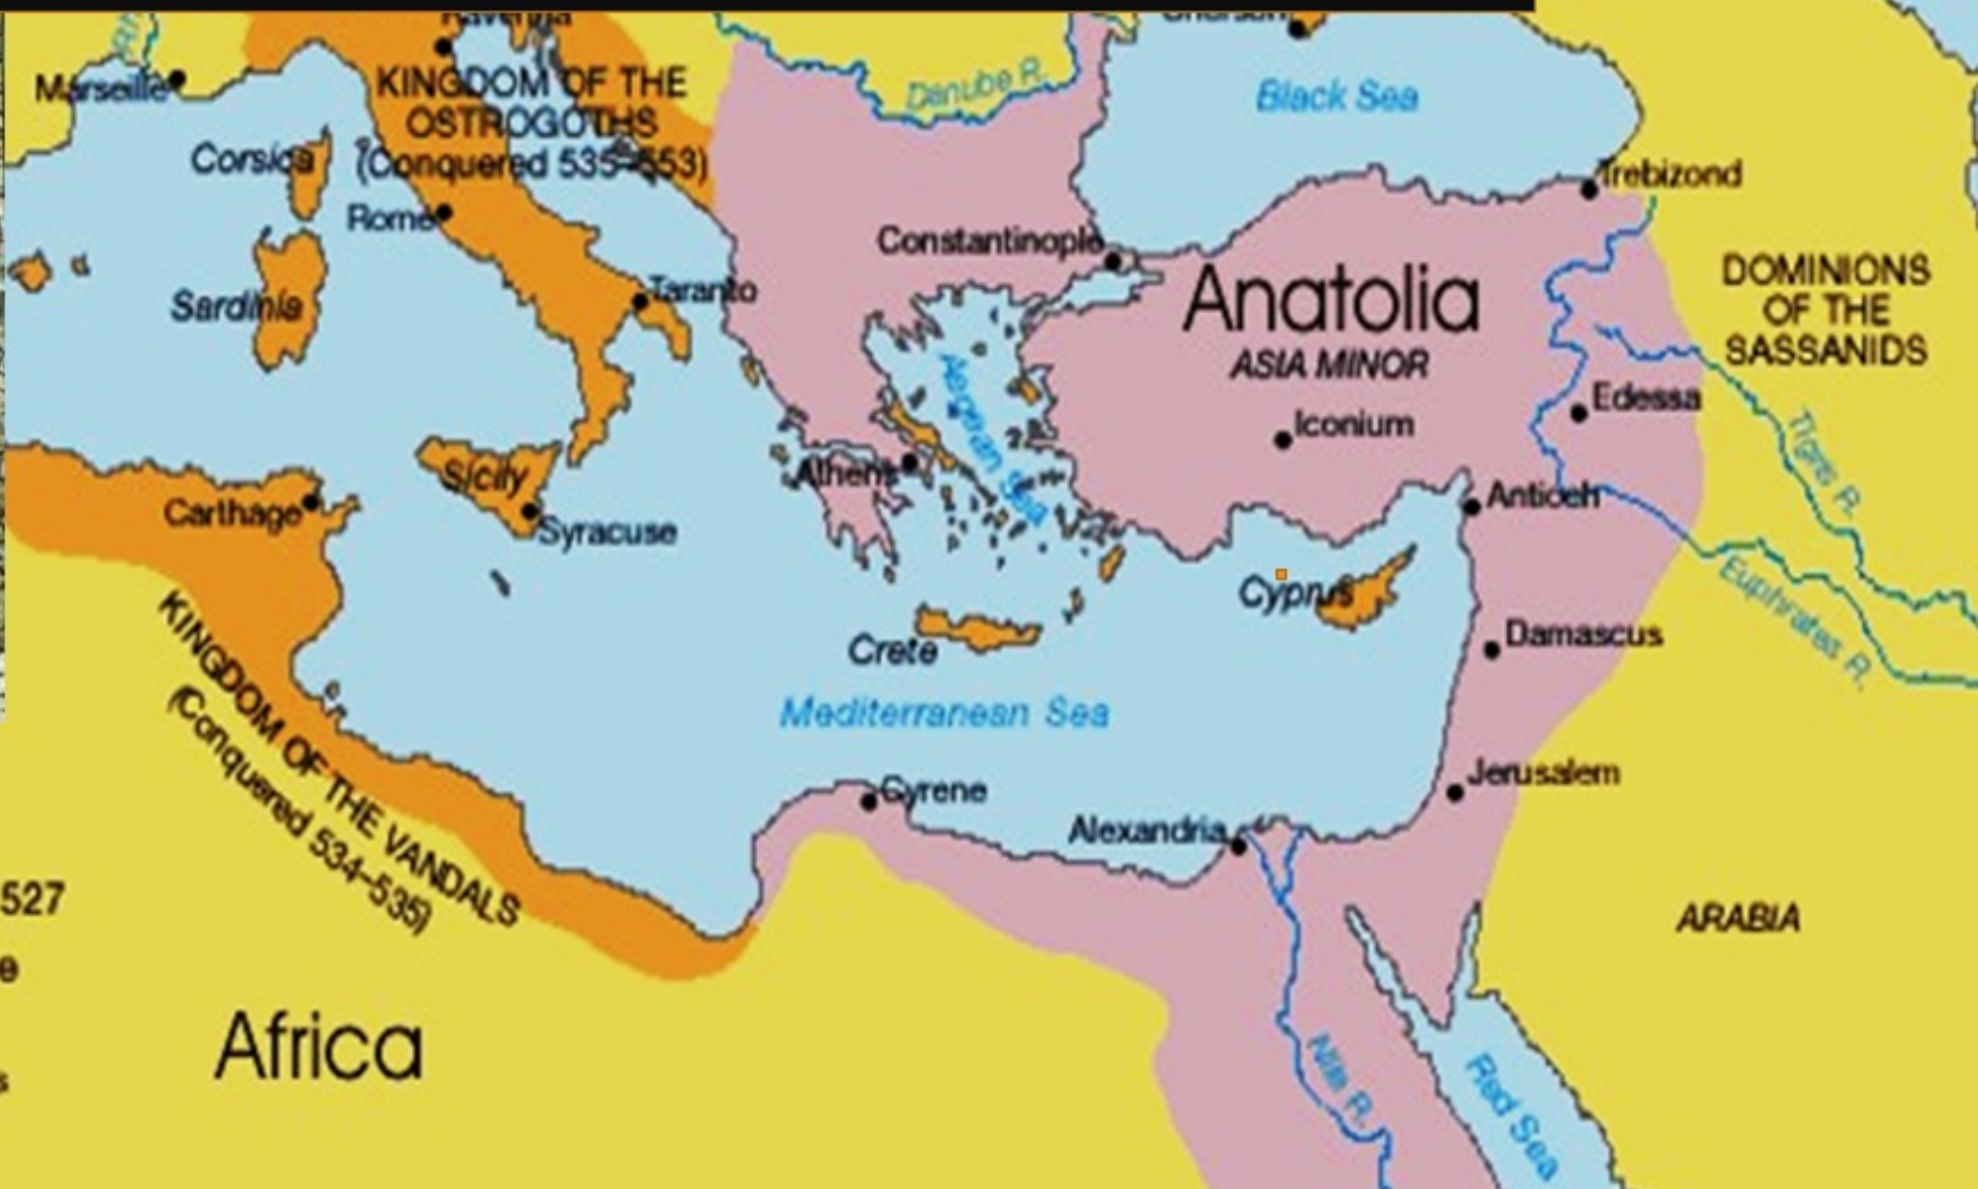 Ravenna
Marseille
KINGDOM OF THE
OSTROGOTHS
(Conquered 535–553)
Danube R.
Black Sea
Trebizond
Corsica
Rome
Constantinople
Sardinia
Taranto
Anatolia
ASIA MINOR
DOMINIONS
OF THE
SASSANIDS
Aegean Sea
Iconium
Edessa
Tigris R.
Carthage
Sicily
Syracuse
Athens
Antioch
Euphrates R.
Cyprus
Crete
Damascus
Mediterranean Sea
KINGDOM OF THE VANDALS
(Conquered 534–535)
Cyrene
Alexandria
Jerusalem
527
ARABIA
Africa
Nile R.
Red Sea